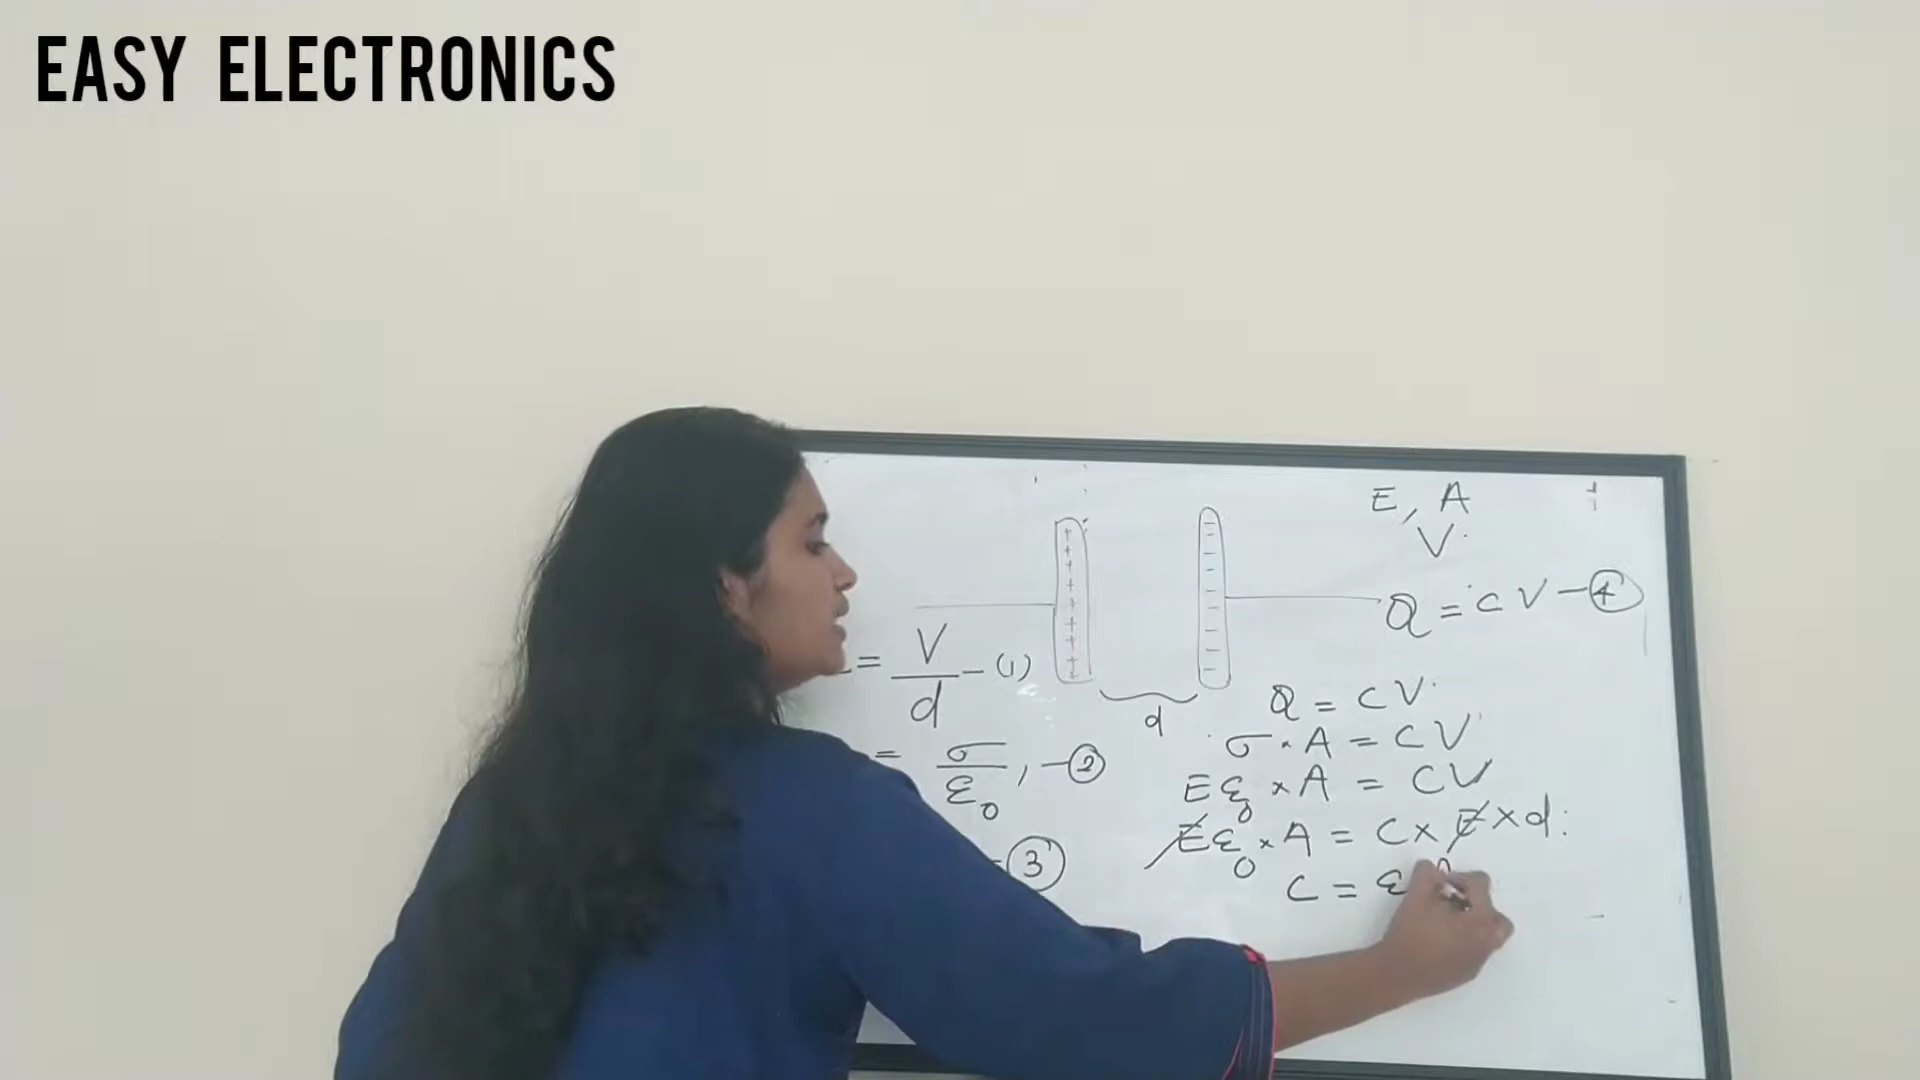 EASY ELECTRONICS
E, A
V
Q = CV - 4
= V/d - (1)
d
= σ/ε₀, - 2
3
Q = CV
σ × A = CV
Eε₀ × A = CV
Eε₀ × A = C × E × d
C = ε A